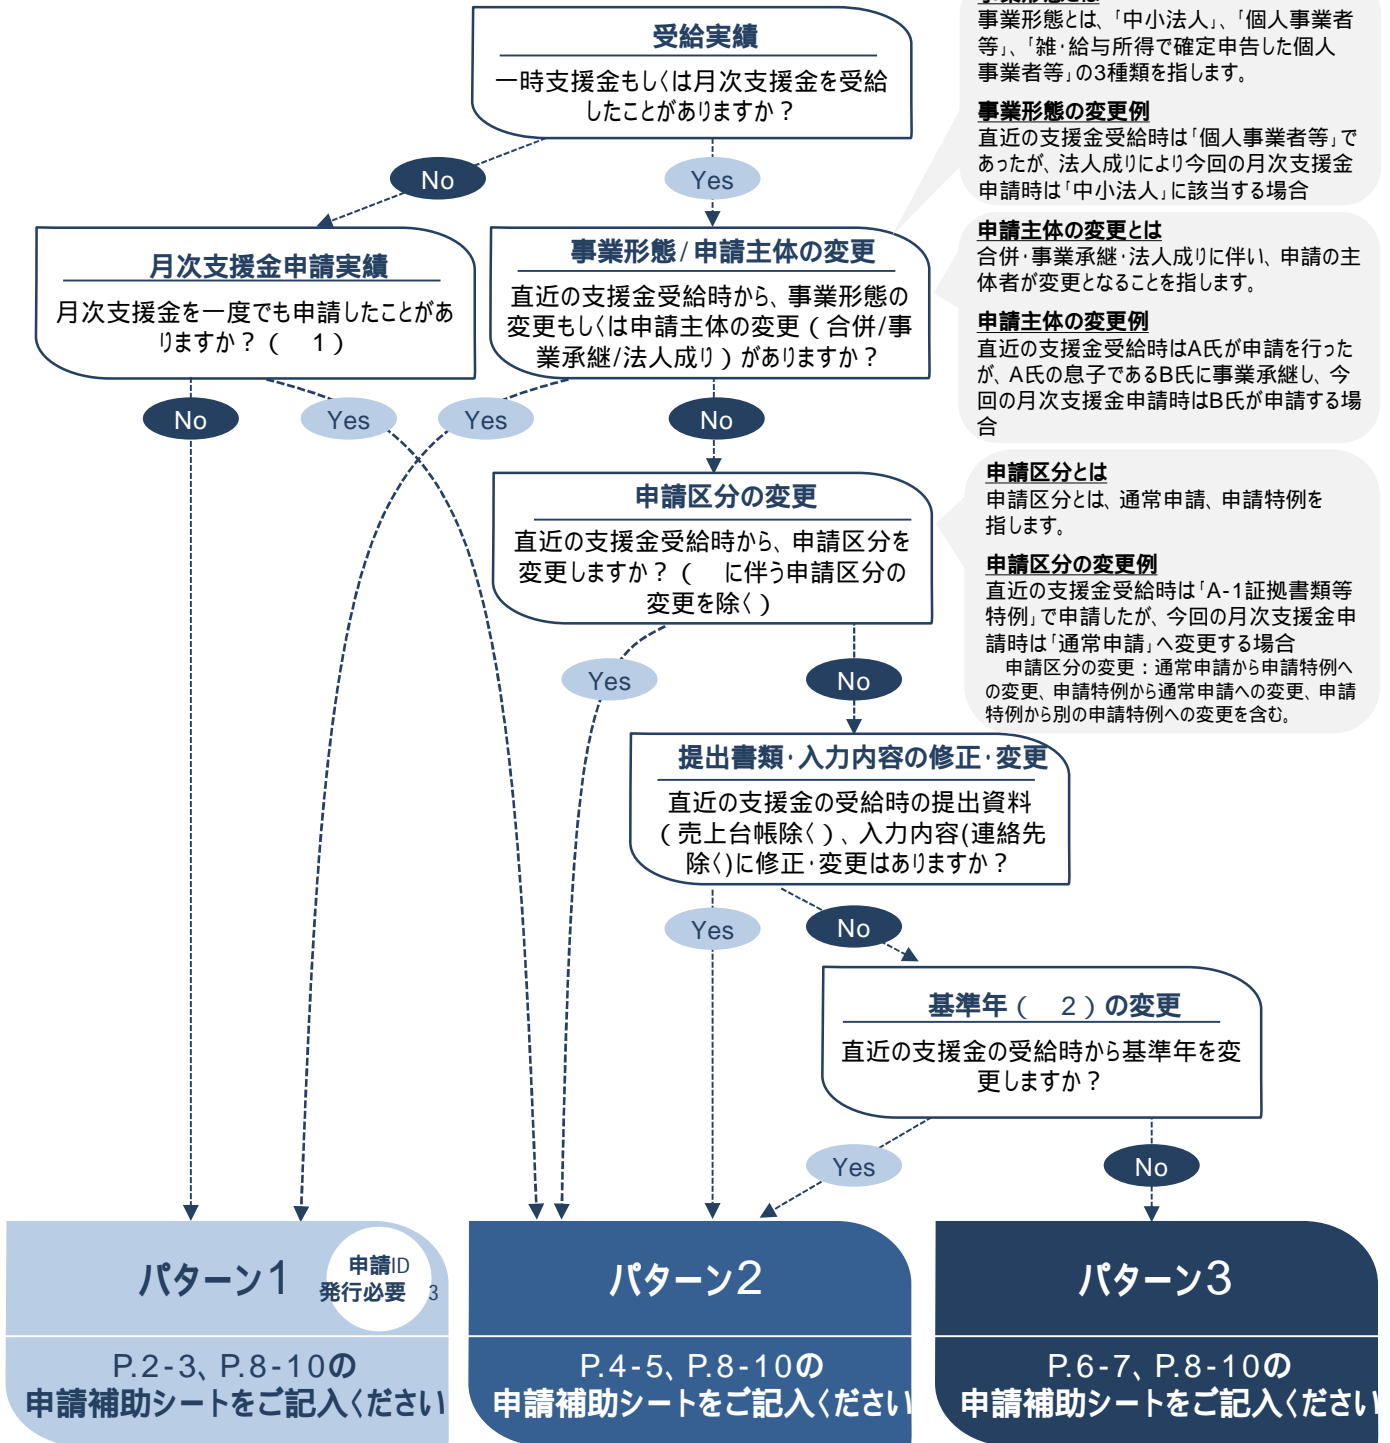 受給実績
一時支援金もしくは月次支援金を受給
したことがありますか？
No
Yes
月次支援金申請実績
月次支援金を一度でも申請したことがあ
りますか？（　1）
事業形態/申請主体の変更
直近の支援金受給時から、事業形態の
変更もしくは申請主体の変更（合併/事
業承継/法人成り）がありますか？
No
Yes
Yes
No
申請区分の変更
直近の支援金受給時から、申請区分を
変更しますか？（　に伴う申請区分の
変更を除く）
Yes
No
提出書類・入力内容の修正・変更
直近の支援金の受給時の提出資料
（売上台帳除く）、入力内容(連絡先
除く)に修正・変更はありますか？
Yes
No
基準年（　2）の変更
直近の支援金の受給時から基準年を変
更しますか？
Yes
No
事業形態とは、「中小法人」、「個人事業者
等」、「雑・給与所得で確定申告した個人
事業者等」の3種類を指します。
事業形態の変更例
直近の支援金受給時は「個人事業者等」で
あったが、法人成りにより今回の月次支援金
申請時は「中小法人」に該当する場合
申請主体の変更とは
合併・事業承継・法人成りに伴い、申請の主
体者が変更となることを指します。
申請主体の変更例
直近の支援金受給時はA氏が申請を行った
が、A氏の息子であるB氏に事業承継し、今
回の月次支援金申請時はB氏が申請する場
合
申請区分とは
申請区分とは、通常申請、申請特例を
指します。
申請区分の変更例
直近の支援金受給時は「A-1証拠書類等
特例」で申請したが、今回の月次支援金申
請時は「通常申請」へ変更する場合
申請区分の変更：通常申請から申請特例へ
の変更、申請特例から通常申請への変更、申請
特例から別の申請特例への変更を含む。
パターン1
申請ID
発行必要　3
P.2-3、P.8-10の
申請補助シートをご記入ください
パターン2
P.4-5、P.8-10の
申請補助シートをご記入ください
パターン3
P.6-7、P.8-10の
申請補助シートをご記入ください